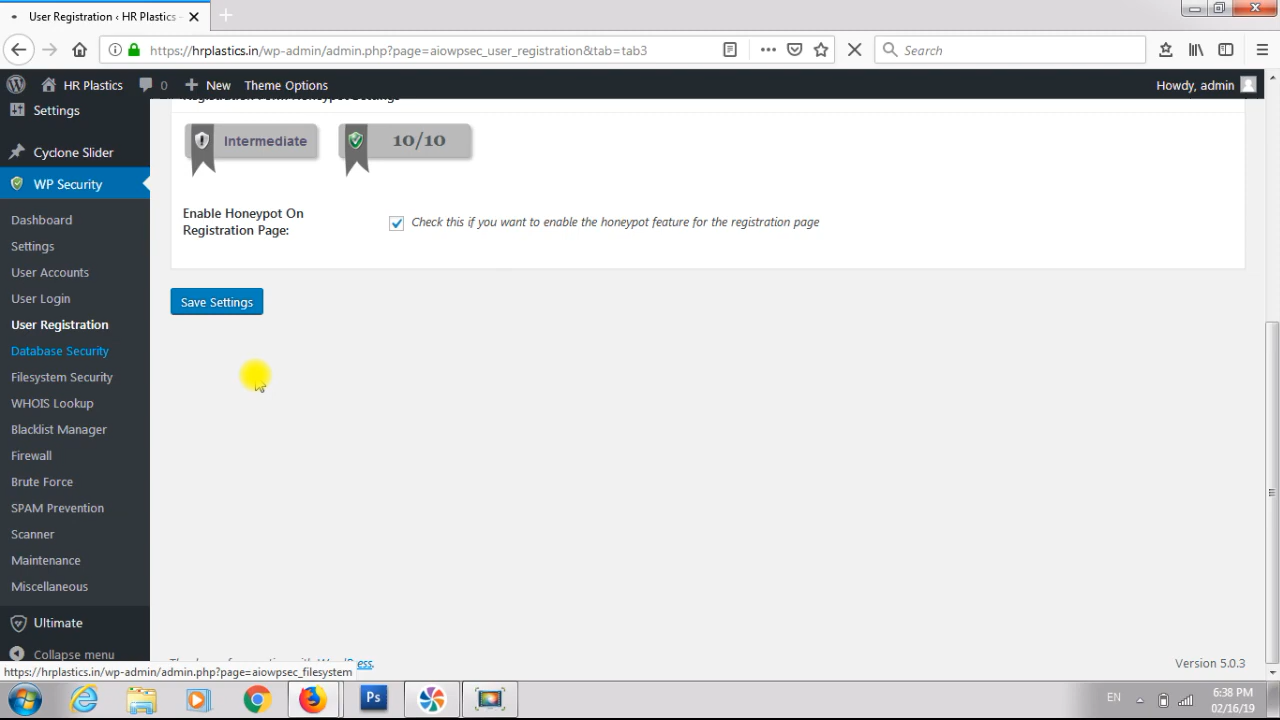 User Registration ‹ HR Plastics -
https://hrplastics.in/wp-admin/admin.php?page=aiowpsec_user_registration&tab=tab3
Search
HR Plastics
0
New
Theme Options
Howdy, admin
Settings
Cyclone Slider
WP Security
Dashboard
Settings
User Accounts
User Login
User Registration
Database Security
Filesystem Security
WHOIS Lookup
Blacklist Manager
Firewall
Brute Force
SPAM Prevention
Scanner
Maintenance
Miscellaneous
Ultimate
Collapse menu
Registration Form Honeypot Settings
Intermediate
10/10
Enable Honeypot On
Registration Page:
Check this if you want to enable the honeypot feature for the registration page
Save Settings
Version 5.0.3
https://hrplastics.in/wp-admin/admin.php?page=aiowpsec_filesystem
Ps
EN
6:38 PM
02/16/19